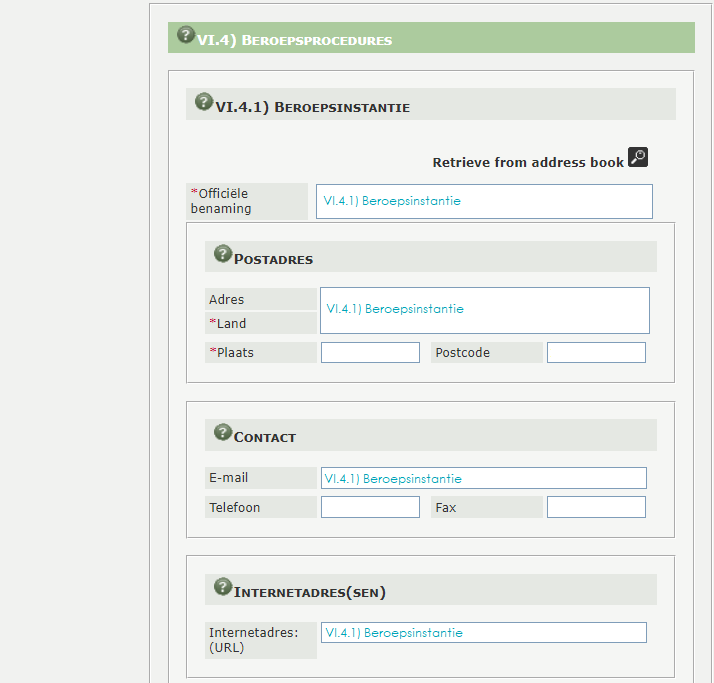 VI.4) Beroepsprocedures
VI.4.1) Beroepsinstantie
Retrieve from address book
*Officiële
benaming
VI.4.1) Beroepsinstantie
Postadres
Adres
VI.4.1) Beroepsinstantie
*Land
*Plaats
Postcode
Contact
E-mail
VI.4.1) Beroepsinstantie
Telefoon
Fax
Internetadres(sen)
Internetadres:
(URL)
VI.4.1) Beroepsinstantie